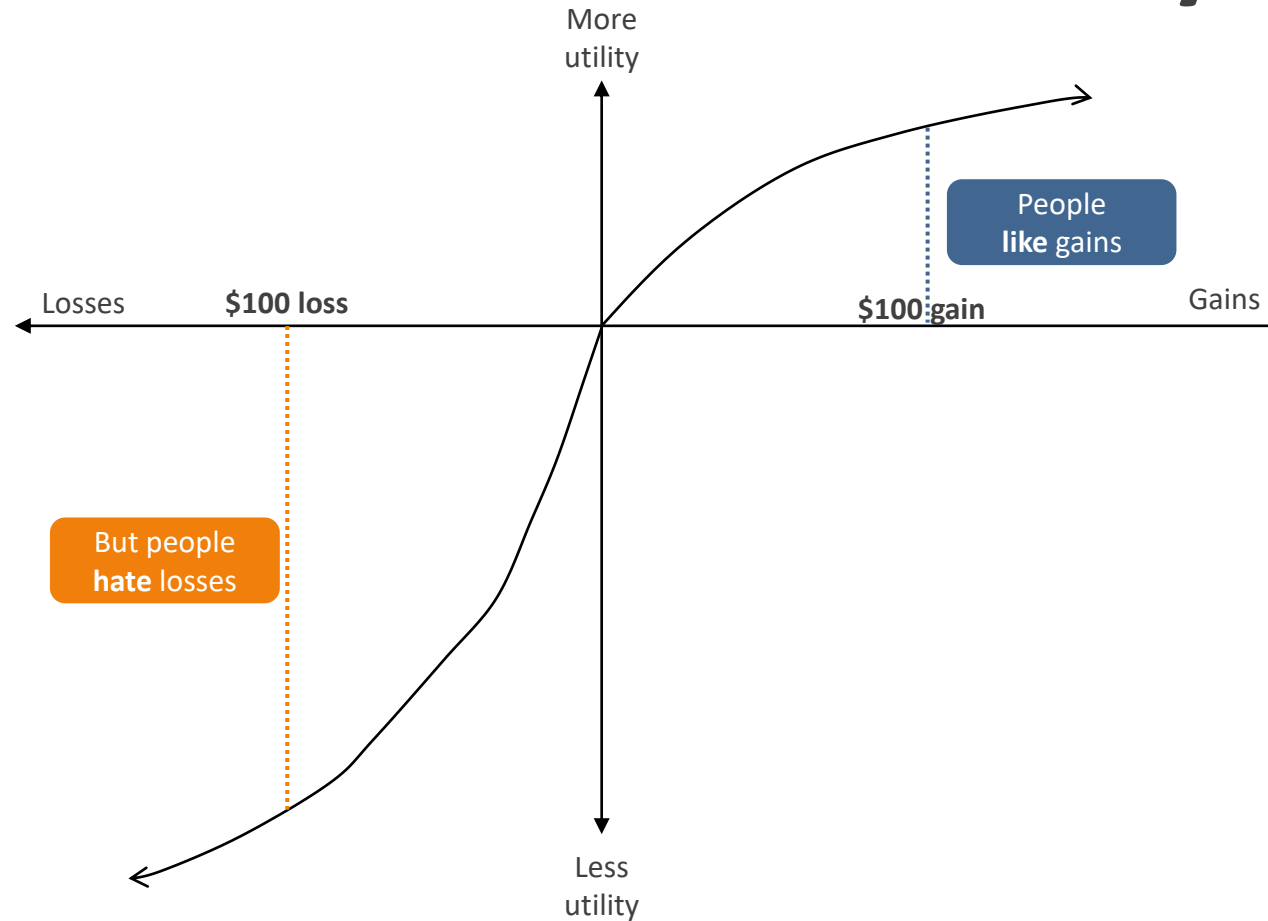 More
utility
People
like gains
Losses
$100 loss
$100 gain
Gains
But people
hate losses
Less
utility